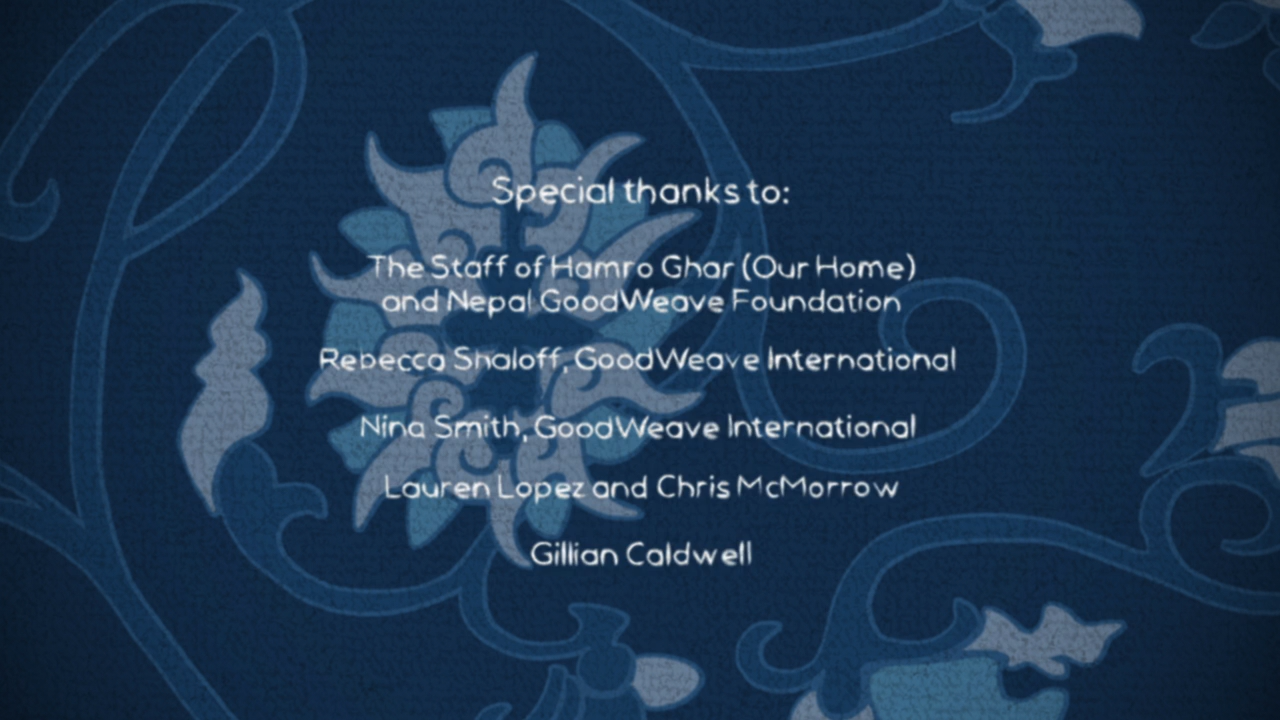 Special thanks to:
The Staff of Hamro Ghar (Our Home)
and Nepal GoodWeave Foundation
Rebecca Shaloff, GoodWeave International
Nina Smith, GoodWeave International
Lauren Lopez and Chris McMorrow
Gillian Caldwell